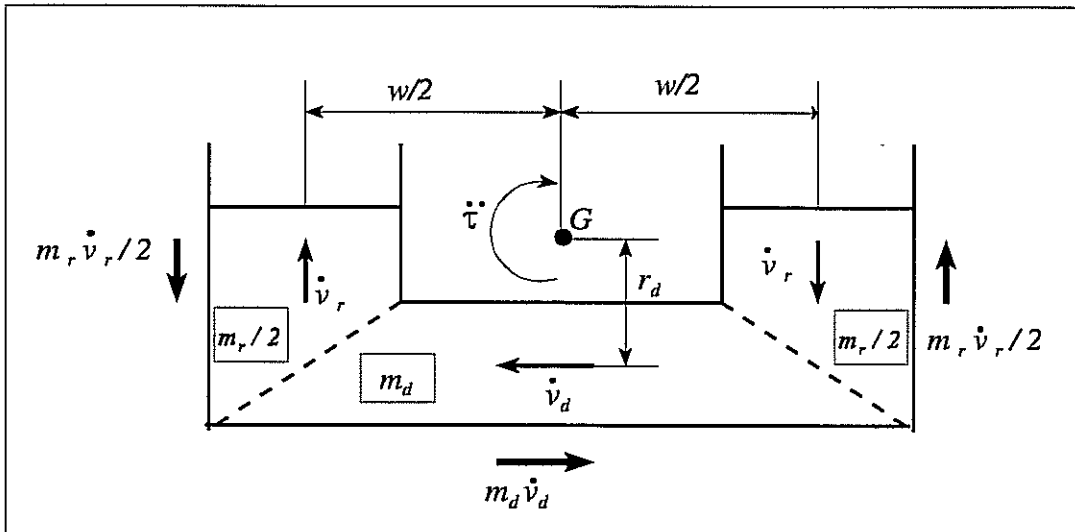 w/2
w/2
τ̈
G
m_r v̇_r/2
v̇_r
r_d
v̇_r
m_r/2
m_r/2
m_r v̇_r/2
m_d
v̇_d
m_d v̇_d